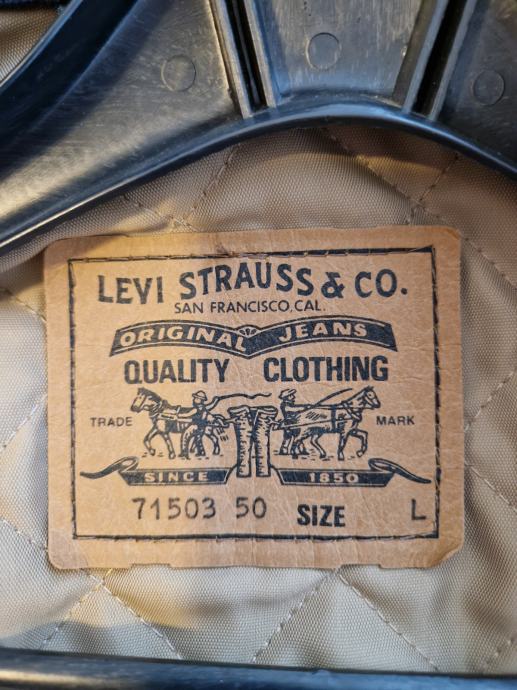 LEVI STRAUSS & CO.
SAN FRANCISCO, CAL.
ORIGINAL JEANS
QUALITY CLOTHING
TRADE MARK
SINCE 1850
71503 50 SIZE L